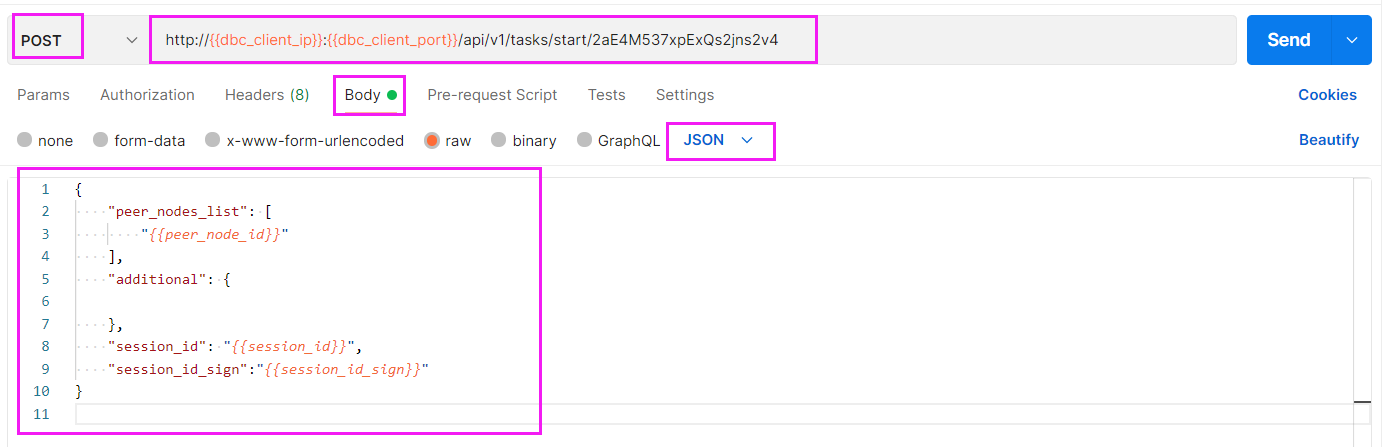 POST http://{{dbc_client_ip}}:{{dbc_client_port}}/api/v1/tasks/start/2aE4M537xpExQs2jns2v4 Send
Params Authorization Headers (8) Body Pre-request Script Tests Settings Cookies
none form-data x-www-form-urlencoded raw binary GraphQL JSON Beautify
1 {
2 "peer_nodes_list": [
3 "{{peer_node_id}}"
4 ],
5 "additional": {
6
7 },
8 "session_id": "{{session_id}}",
9 "session_id_sign":"{{session_id_sign}}"
10 }
11